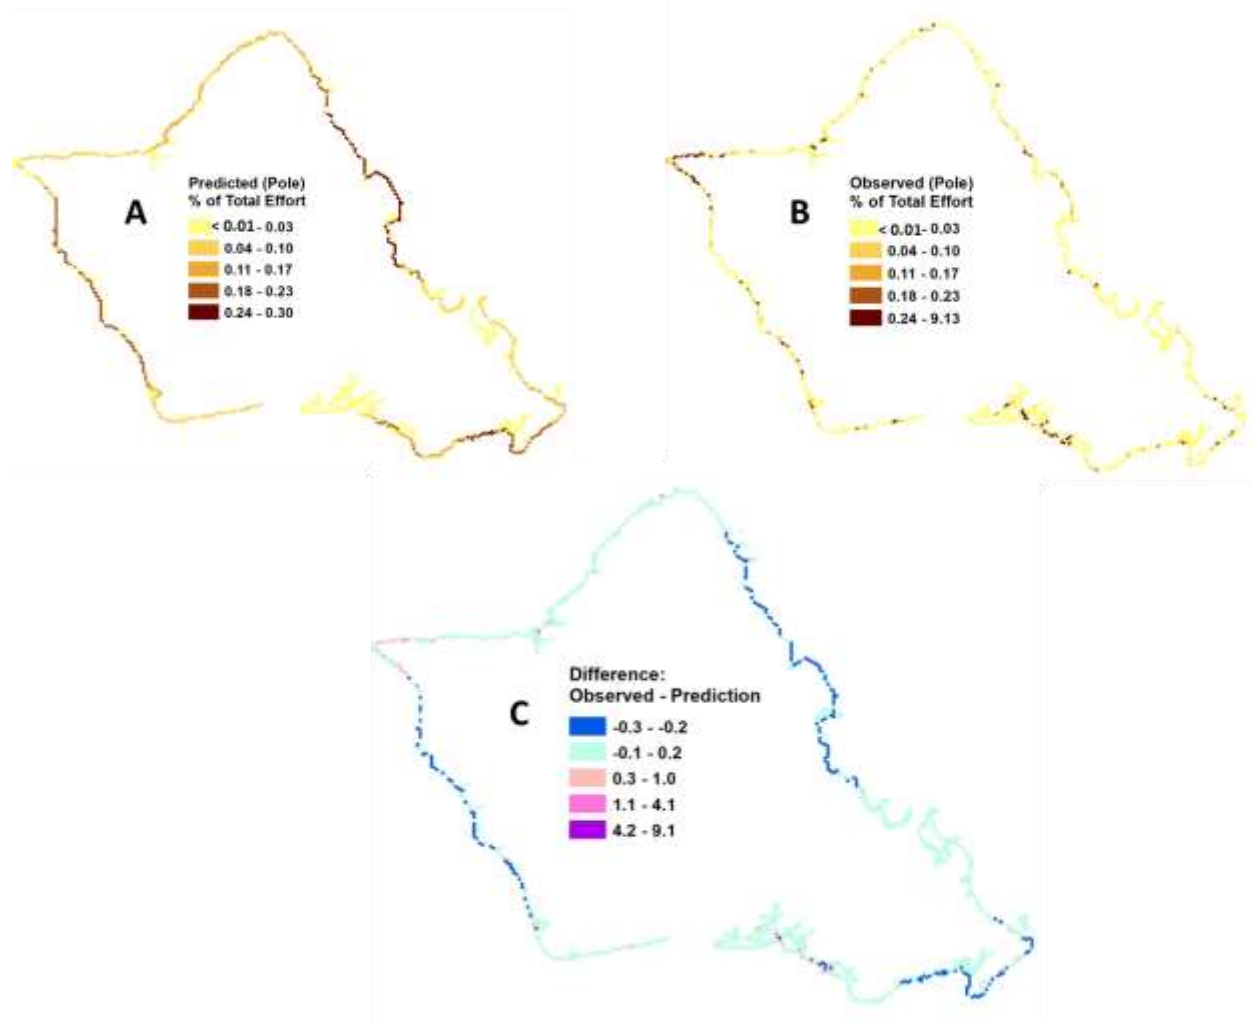 A
Predicted (Pole)
% of Total Effort
< 0.01 - 0.03
0.04 - 0.10
0.11 - 0.17
0.18 - 0.23
0.24 - 0.30
B
Observed (Pole)
% of Total Effort
< 0.01- 0.03
0.04 - 0.10
0.11 - 0.17
0.18 - 0.23
0.24 - 9.13
C
Difference:
Observed - Prediction
-0.3 - -0.2
-0.1 - 0.2
0.3 - 1.0
1.1 - 4.1
4.2 - 9.1